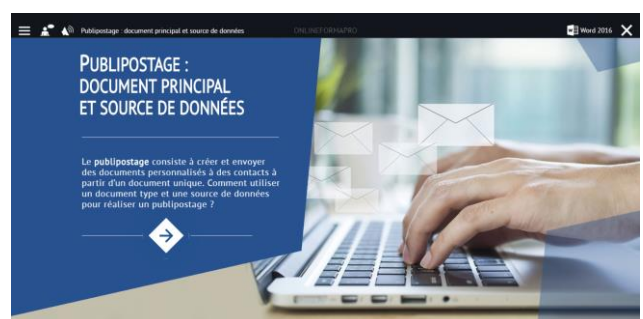 Publipostage : document principal et source de données
ONLINEFORMAPRO
Word 2016
PUBLIPOSTAGE :
DOCUMENT PRINCIPAL
ET SOURCE DE DONNÉES
Le publipostage consiste à créer et envoyer
des documents personnalisés à des contacts à
partir d'un document unique. Comment utiliser
un document type et une source de données
pour réaliser un publipostage ?